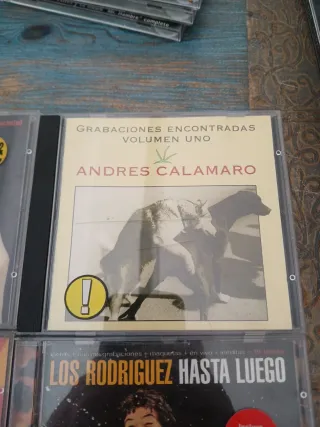 GRABACIONES ENCONTRADAS
VOLUMEN UNO
ANDRES CALAMARO
!
LOS RODRIGUEZ HASTA LUEGO